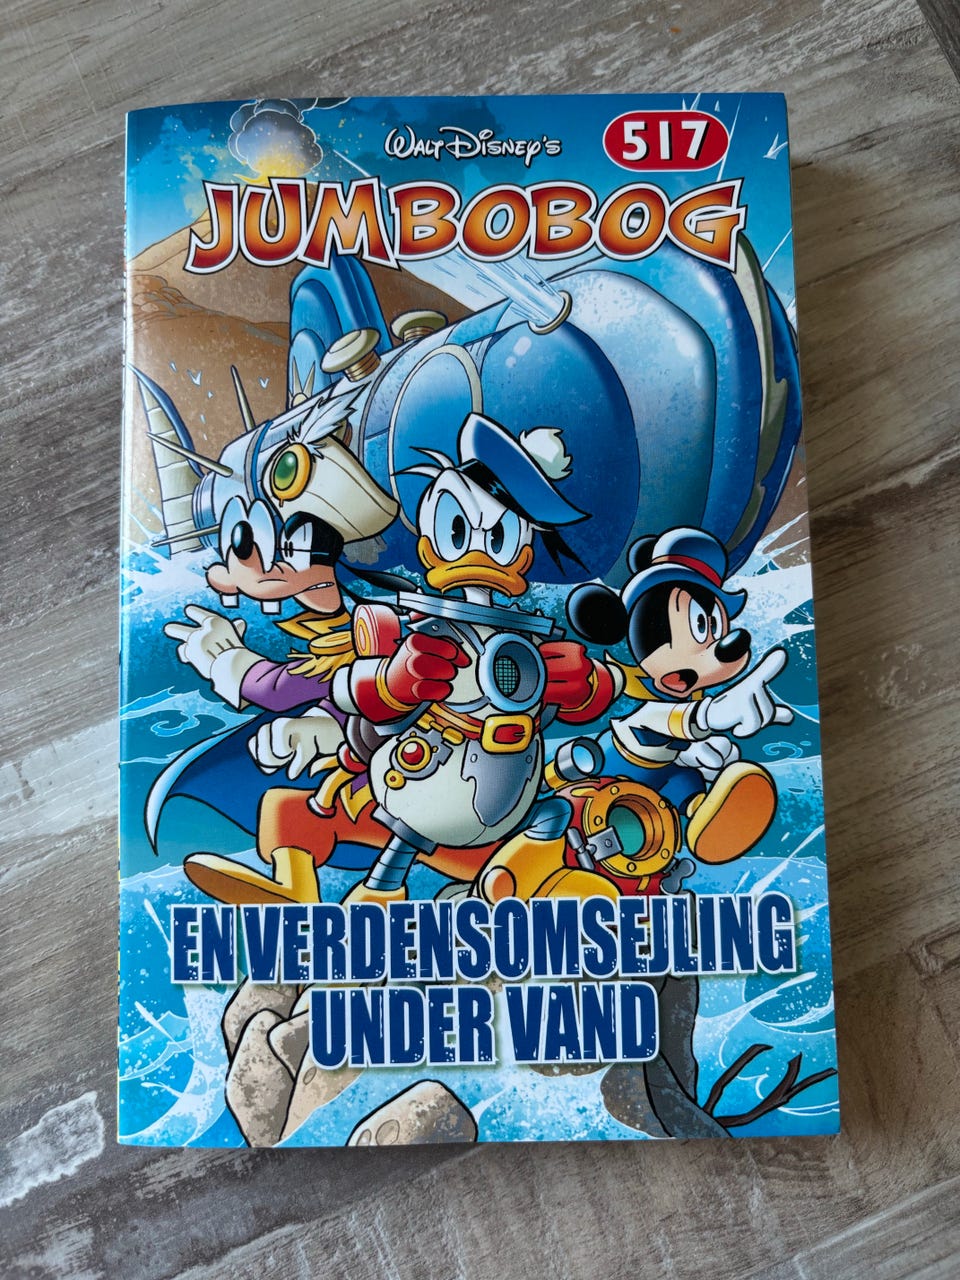 Walt Disney's
517
JUMBOBOG
EN VERDENSOMSEJLING
UNDER VAND